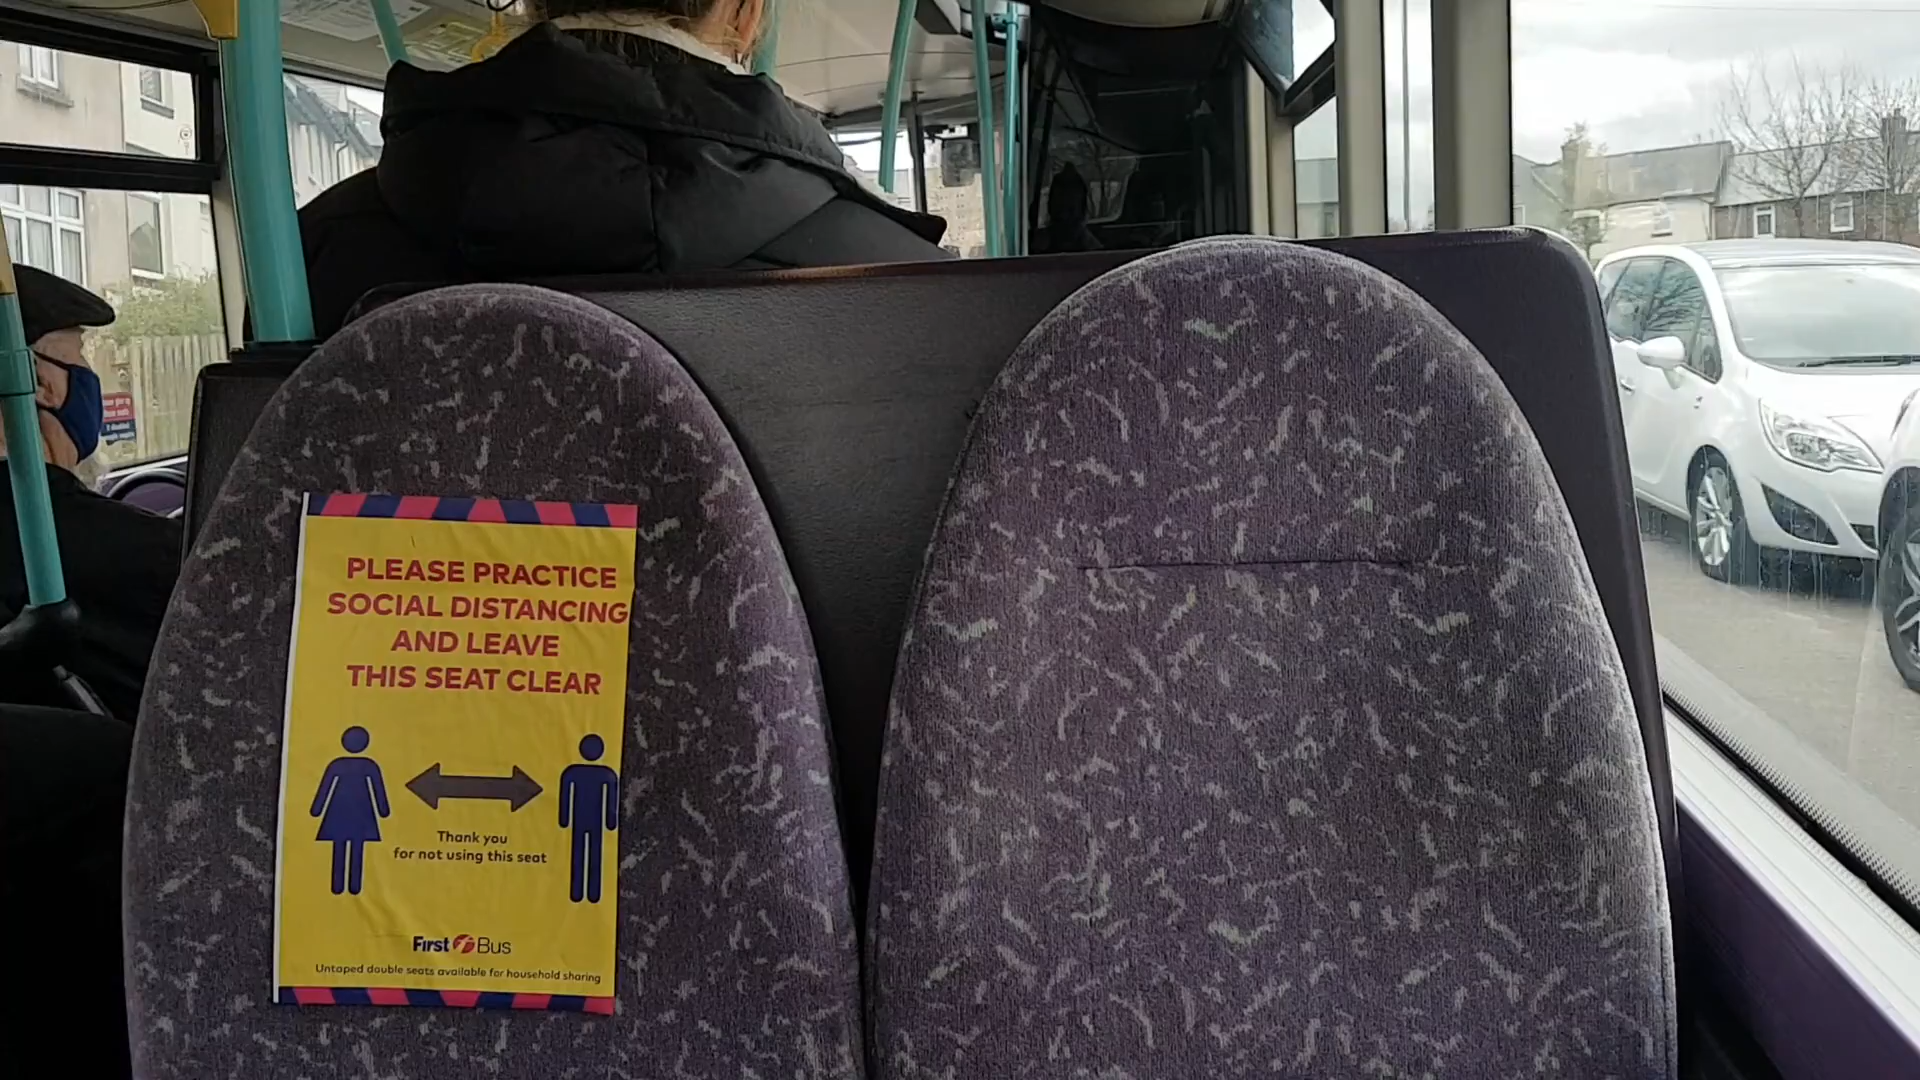 PLEASE PRACTICE
SOCIAL DISTANCING
AND LEAVE
THIS SEAT CLEAR
Thank you
for not using this seat
First Bus
Untaped double seats available for household sharing